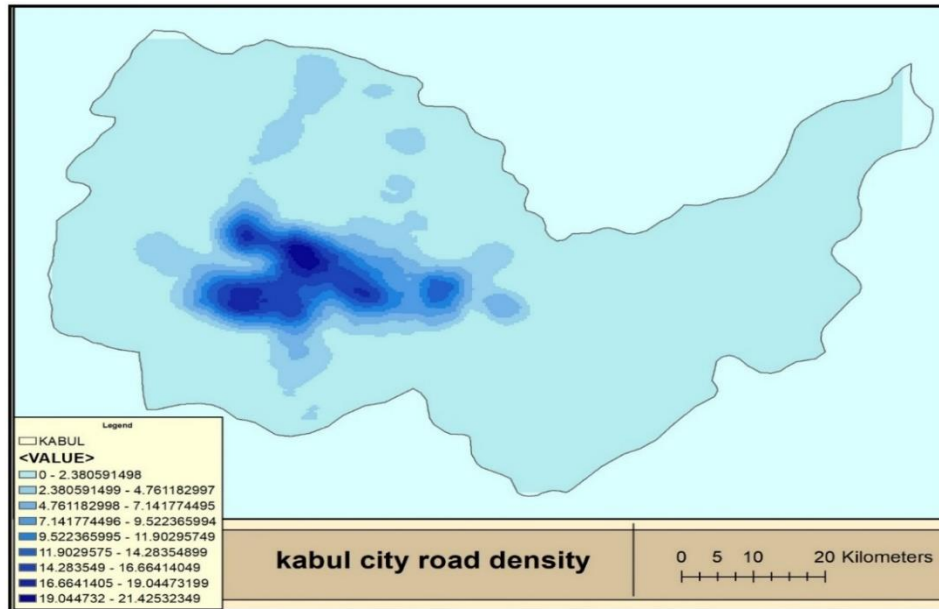 Legend
KABUL
<VALUE>
0 - 2.380591498
2.380591499 - 4.761182997
4.761182998 - 7.141774495
7.141774496 - 9.522365994
9.522365995 - 11.90295749
11.9029575 - 14.28354899
14.283549 - 16.66414049
16.6641405 - 19.04473199
19.044732 - 21.42532349
kabul city road density
0 5 10 20 Kilometers